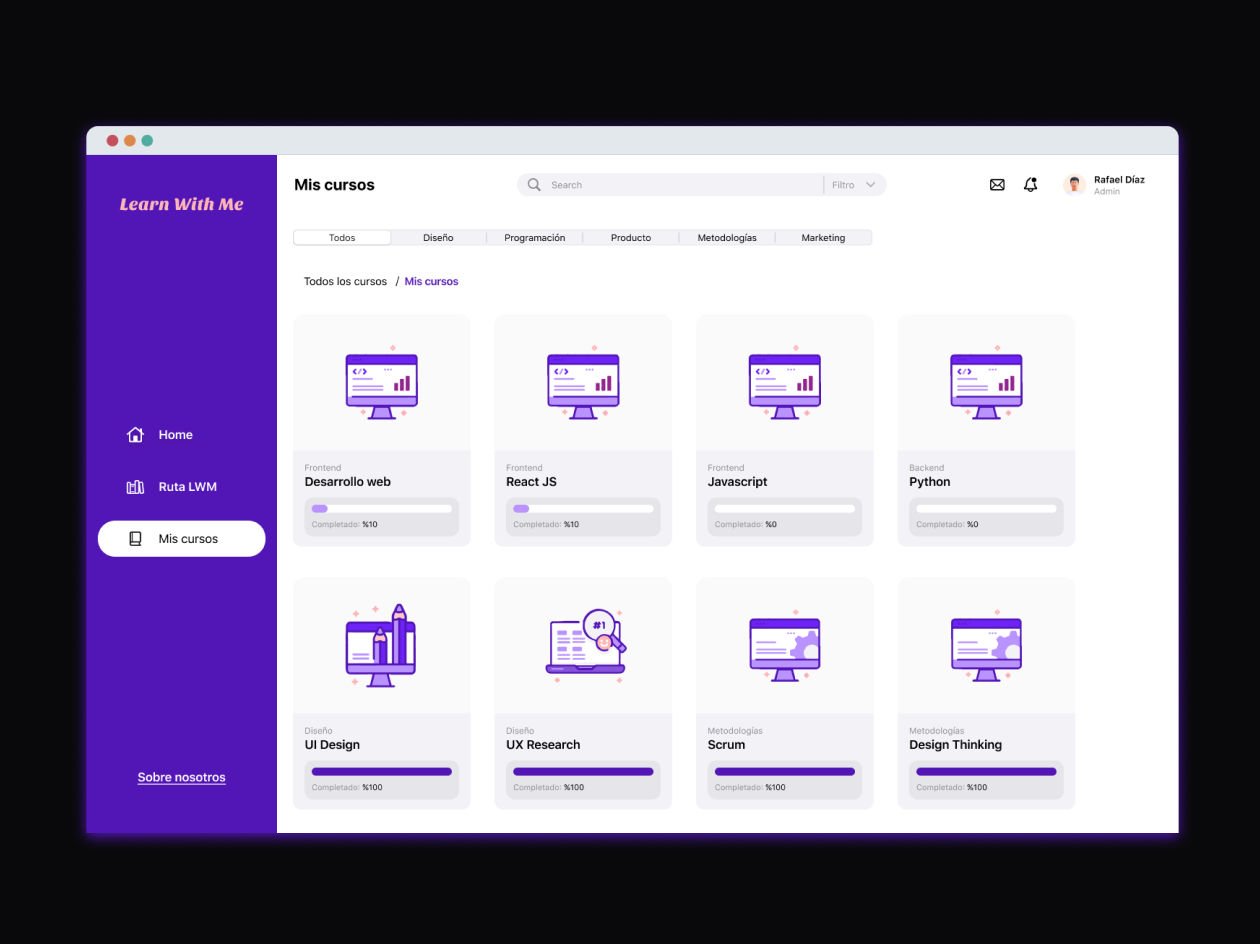 Learn With Me
Mis cursos
Search
Filtro
Rafael Díaz
Admin
Todos
Diseño
Programación
Producto
Metodologías
Marketing
Todos los cursos / Mis cursos
Home
Ruta LWM
Mis cursos
Sobre nosotros
</>
Frontend
Desarrollo web
Completado: %10
</>
Frontend
React JS
Completado: %10
</>
Frontend
Javascript
Completado: %0
</>
Backend
Python
Completado: %0
Diseño
UI Design
Completado: %100
#1
Diseño
UX Research
Completado: %100
Metodologías
Scrum
Completado: %100
Metodologías
Design Thinking
Completado: %100